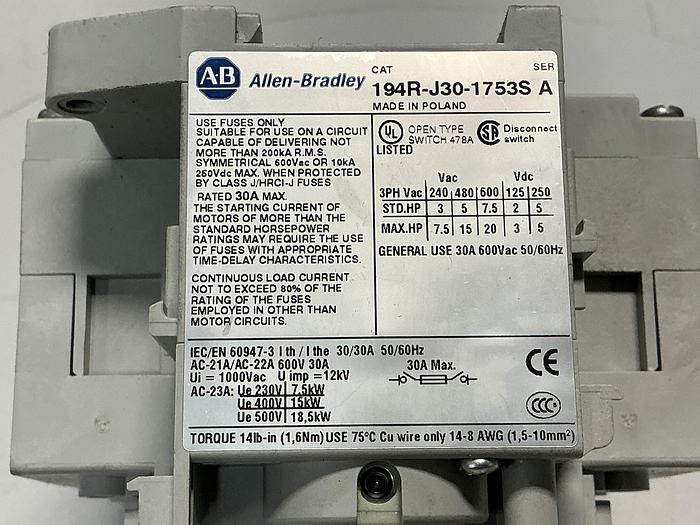 AB Allen-Bradley
CAT SER
194R-J30-1753S A
MADE IN POLAND
USE FUSES ONLY
SUITABLE FOR USE ON A CIRCUIT
CAPABLE OF DELIVERING NOT
MORE THAN 200kA R.M.S.
SYMMETRICAL 600Vac OR 10kA
250Vdc MAX. WHEN PROTECTED
BY CLASS J/HRCI-J FUSES
RATED 30A MAX.
THE STARTING CURRENT OF
MOTORS OF MORE THAN THE
STANDARD HORSEPOWER
RATINGS MAY REQUIRE THE USE
OF FUSES WITH APPROPRIATE
TIME-DELAY CHARACTERISTICS.
CONTINUOUS LOAD CURRENT
NOT TO EXCEED 80% OF THE
RATING OF THE FUSES
EMPLOYED IN OTHER THAN
MOTOR CIRCUITS.
UL OPEN TYPE
SWITCH 478A
LISTED
SA Disconnect
switch
Vac Vdc
3PH Vac 240 480 600 125 250
STD.HP 3 5 7.5 2 5
MAX.HP 7.5 15 20 3 5
GENERAL USE 30A 600Vac 50/60Hz
IEC/EN 60947-3 I th / I the 30/30A 50/60Hz
AC-21A/AC-22A 600V 30A
Ui = 1000Vac U imp =12kV
AC-23A: Ue 230V 7.5kW
Ue 400V 15kW
Ue 500V 18,5kW
30A Max.
CE
CCC
TORQUE 14lb-in (1,6Nm) USE 75°C Cu wire only 14-8 AWG (1,5-10mm²)